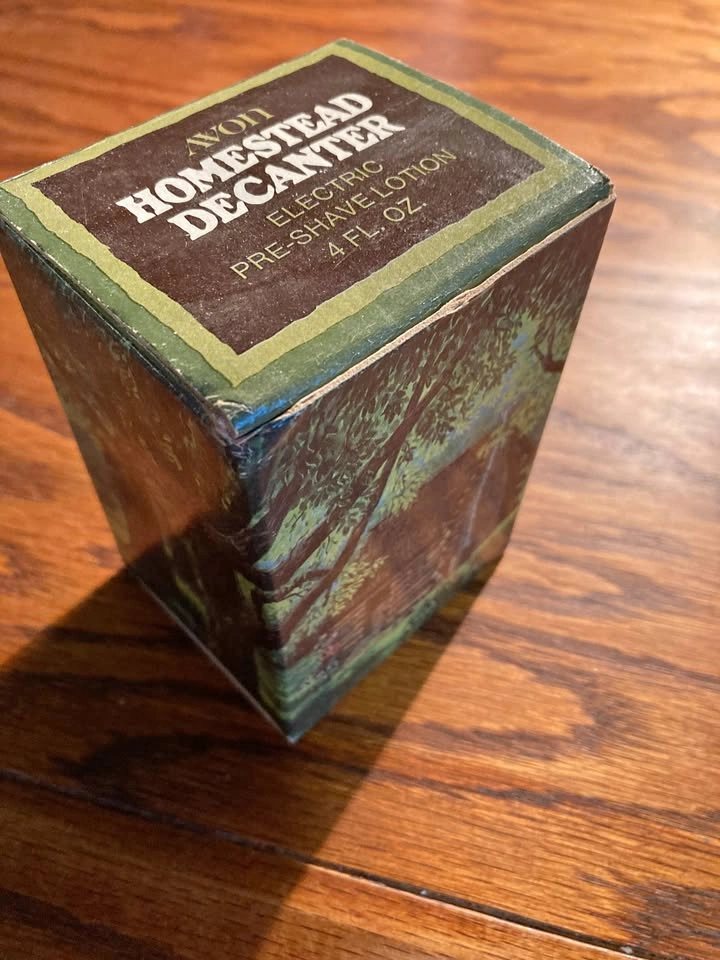 AVON
HOMESTEAD
DECANTER
ELECTRIC
PRE-SHAVE LOTION
4 FL. OZ.